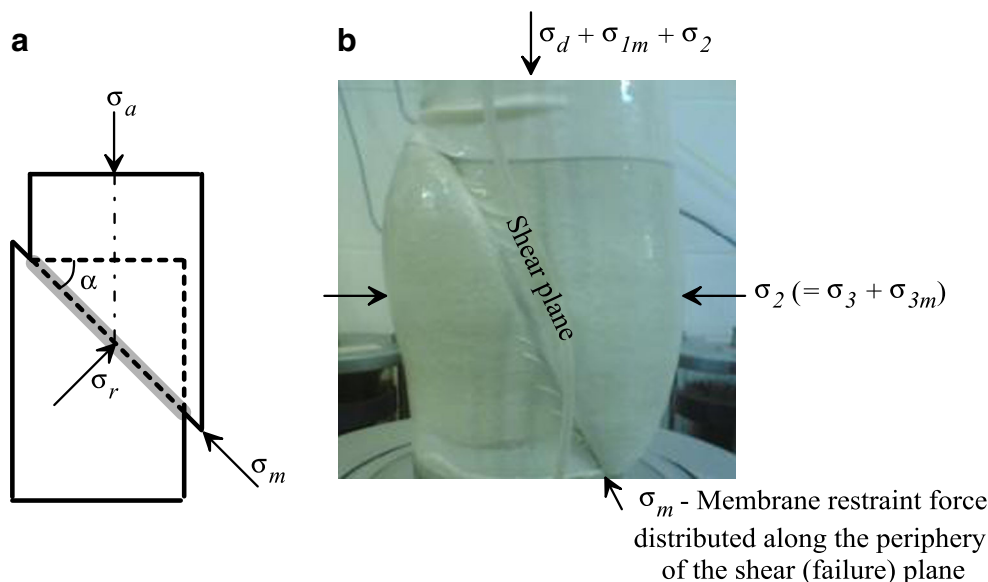 a
σa
α
σr
σm
b
σd + σ1m + σ2
Shear plane
σ2 (= σ3 + σ3m)
σm - Membrane restraint force
distributed along the periphery
of the shear (failure) plane